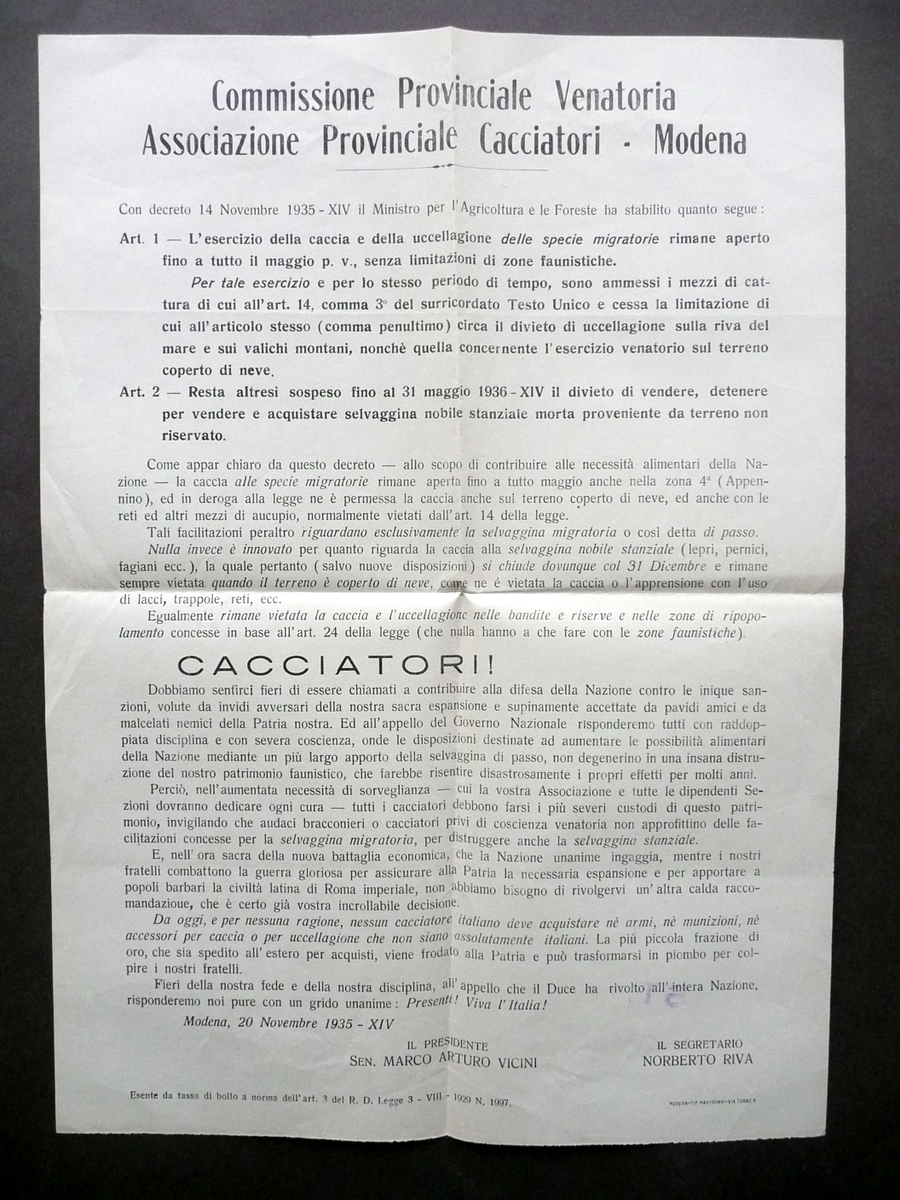 Commissione Provinciale Venatoria
Associazione Provinciale Cacciatori - Modena
Con decreto 14 Novembre 1935 - XIV il Ministro per l'Agricoltura e le Foreste ha stabilito quanto segue :
Art. 1 — L'esercizio della caccia e della uccellagione delle specie migratorie rimane aperto
fino a tutto il maggio p. v., senza limitazioni di zone faunistiche.
Per tale esercizio e per lo stesso periodo di tempo, sono ammessi i mezzi di cat-
tura di cui all'art. 14, comma 3º del surricordato Testo Unico e cessa la limitazione di
cui all'articolo stesso (comma penultimo) circa il divieto di uccellagione sulla riva del
mare e sui valichi montani, nonchè quella concernente l'esercizio venatorio sul terreno
coperto di neve.
Art. 2 — Resta altresì sospeso fino al 31 maggio 1936 - XIV il divieto di vendere, detenere
per vendere e acquistare selvaggina nobile stanziale morta proveniente da terreno non
riservato.
Come appar chiaro da questo decreto — allo scopo di contribuire alle necessità alimentari della Na-
zione — la caccia alle specie migratorie rimane aperta fino a tutto maggio anche nella zona 4ª (Appen-
nino), ed in deroga alla legge ne è permessa la caccia anche sul terreno coperto di neve, ed anche con le
reti ed altri mezzi di aucupio, normalmente vietati dall'art. 14 della legge.
Tali facilitazioni peraltro riguardano esclusivamente la selvaggina migratoria o così detta di passo.
Nulla invece è innovato per quanto riguarda la caccia alla selvaggina nobile stanziale (lepri, pernici,
fagiani ecc.), la quale pertanto (salvo nuove disposizioni) si chiude dovunque col 31 Dicembre e rimane
sempre vietata quando il terreno è coperto di neve, come ne é vietata la caccia o l'apprensione con l'uso
di lacci, trappole, reti, ecc.
Egualmente rimane vietata la caccia e l'uccellagione nelle bandite e riserve e nelle zone di ripopo-
lamento concesse in base all'art. 24 della legge (che nulla hanno a che fare con le zone faunistiche).
CACCIATORI!
Dobbiamo sentirci fieri di essere chiamati a contribuire alla difesa della Nazione contro le inique san-
zioni, volute da invidi avversari della nostra sacra espansione e supinamente accettate da pavidi amici e da
malcelati nemici della Patria nostra. Ed all'appello del Governo Nazionale risponderemo tutti con raddop-
piata disciplina e con severa coscienza, onde le disposizioni destinate ad aumentare le possibilità alimentari
della Nazione mediante un più largo apporto della selvaggina di passo, non degenerino in una insana distru-
zione del nostro patrimonio faunistico, che farebbe risentire disastrosamente i propri effetti per molti anni.
Perciò, nell'aumentata necessità di sorveglianza — cui la vostra Associazione e tutte le dipendenti Se-
zioni dovranno dedicare ogni cura — tutti i cacciatori debbono farsi i più severi custodi di questo patri-
monio, invigilando che audaci bracconieri o cacciatori privi di coscienza venatoria non approfittino delle fa-
cilitazioni concesse per la selvaggina migratoria, per distruggere anche la selvaggina stanziale.
E, nell'ora sacra della nuova battaglia economica, che la Nazione unanime ingaggia, mentre i nostri
fratelli combattono la guerra gloriosa per assicurare alla Patria la necessaria espansione e per apportare a
popoli barbari la civiltà latina di Roma imperiale, non abbiamo bisogno di rivolgervi un'altra calda racco-
mandazioue, che è certo già vostra incrollabile decisione.
Da oggi, e per nessuna ragione, nessun cacciatore italiano deve acquistare nè armi, nè munizioni, nè
accessori per caccia o per uccellagione che non siano assolutamente italiani. La più piccola frazione di
oro, che sia spedito all'estero per acquisti, viene frodato alla Patria e può trasformarsi in piombo per col-
pire i nostri fratelli.
Fieri della nostra fede e della nostra disciplina, all'appello che il Duce ha rivolto all'intera Nazione,
risponderemo noi pure con un grido unanime : Presenti! Viva l'Italia!
Modena, 20 Novembre 1935 - XIV
IL PRESIDENTE
SEN. MARCO ARTURO VICINI
IL SEGRETARIO
NORBERTO RIVA
Esente da tassa di bollo a norma dell'art. 3 del R. D. Legge 3 - VIII - 1929 N. 1997.